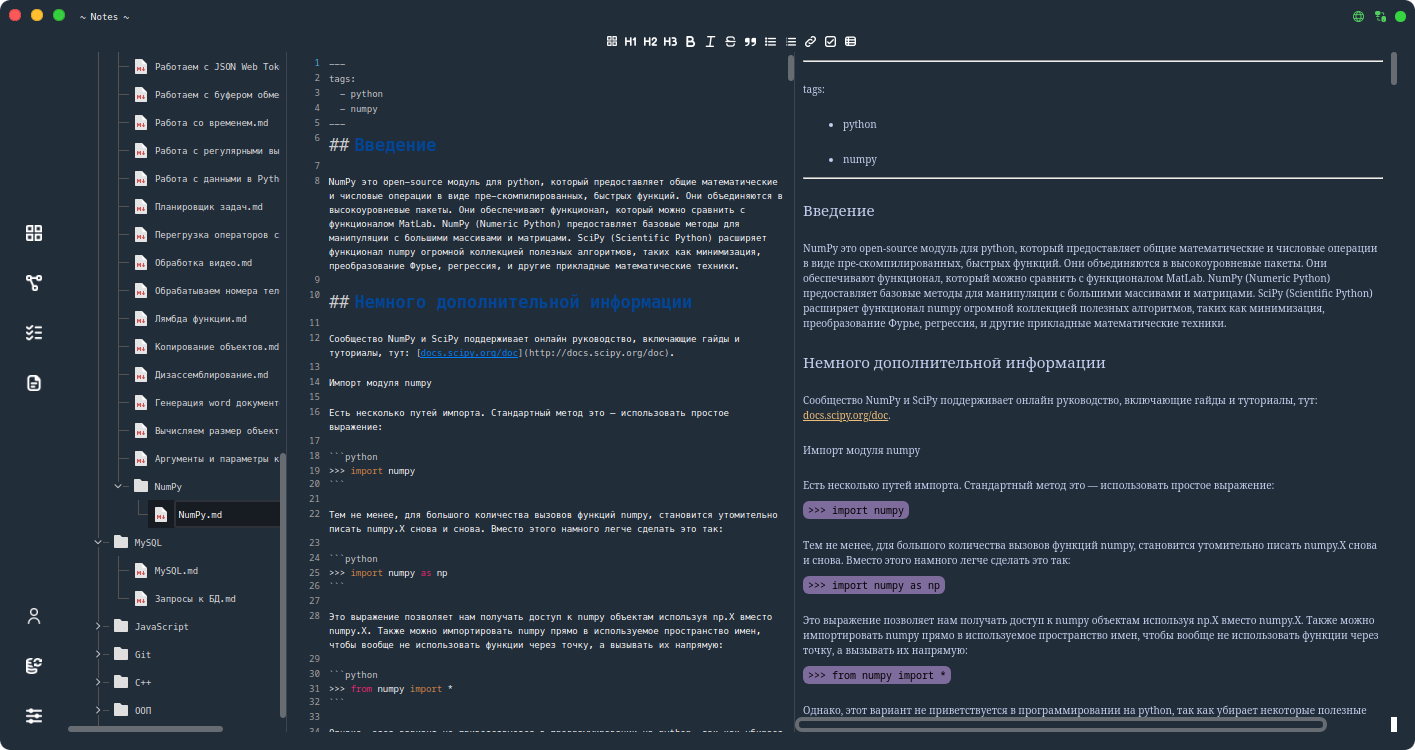 ~ Notes ~
H1 H2 H3 B I S
Работаем с JSON Web Tok
Работаем с буфером обме
Работа со временем.md
Работа с регулярными вы
Работа с данными в Pyth
Планировщик задач.md
Перегрузка операторов с
Обработка видео.md
Обрабатываем номера тел
Лямбда функции.md
Копирование объектов.md
Дизассемблирование.md
Генерация word документ
Вычисляем размер объект
Аргументы и параметры к
NumPy
NumPy.md
MySQL
MySQL.md
Запросы к БД.md
JavaScript
Git
C++
ООП
1 ---
2 tags:
3 - python
4 - numpy
5 ---
6 ## Введение
7
8 NumPy это open-source модуль для python, который предоставляет общие математические
и числовые операции в виде пре-скомпилированных, быстрых функций. Они объединяются в
высокоуровневые пакеты. Они обеспечивают функционал, который можно сравнить с
функционалом MatLab. NumPy (Numeric Python) предоставляет базовые методы для
манипуляции с большими массивами и матрицами. SciPy (Scientific Python) расширяет
функционал numpy огромной коллекцией полезных алгоритмов, таких как минимизация,
преобразование Фурье, регрессия, и другие прикладные математические техники.
9
10 ## Немного дополнительной информации
11
12 Сообщество NumPy и SciPy поддерживает онлайн руководство, включающие гайды и
туториалы, тут: [docs.scipy.org/doc](http://docs.scipy.org/doc).
13
14 Импорт модуля numpy
15
16 Есть несколько путей импорта. Стандартный метод это — использовать простое
выражение:
17
18 ```python
19 >>> import numpy
20 ```
21
22 Тем не менее, для большого количества вызовов функций numpy, становится утомительно
писать numpy.X снова и снова. Вместо этого намного легче сделать это так:
23
24 ```python
25 >>> import numpy as np
26 ```
27
28 Это выражение позволяет нам получать доступ к numpy объектам используя np.X вместо
numpy.X. Также можно импортировать numpy прямо в используемое пространство имен,
чтобы вообще не использовать функции через точку, а вызывать их напрямую:
29
30 ```python
31 >>> from numpy import *
32 ```
33
34
tags:
• python
• numpy
Введение
NumPy это open-source модуль для python, который предоставляет общие математические и числовые операции
в виде пре-скомпилированных, быстрых функций. Они объединяются в высокоуровневые пакеты. Они
обеспечивают функционал, который можно сравнить с функционалом MatLab. NumPy (Numeric Python)
предоставляет базовые методы для манипуляции с большими массивами и матрицами. SciPy (Scientific Python)
расширяет функционал numpy огромной коллекцией полезных алгоритмов, таких как минимизация,
преобразование Фурье, регрессия, и другие прикладные математические техники.
Немного дополнительной информации
Сообщество NumPy и SciPy поддерживает онлайн руководство, включающие гайды и туториалы, тут:
docs.scipy.org/doc.
Импорт модуля numpy
Есть несколько путей импорта. Стандартный метод это — использовать простое выражение:
>>> import numpy
Тем не менее, для большого количества вызовов функций numpy, становится утомительно писать numpy.X снова
и снова. Вместо этого намного легче сделать это так:
>>> import numpy as np
Это выражение позволяет нам получать доступ к numpy объектам используя np.X вместо numpy.X. Также можно
импортировать numpy прямо в используемое пространство имен, чтобы вообще не использовать функции через
точку, а вызывать их напрямую:
>>> from numpy import *
Однако, этот вариант не приветствуется в программировании на python, так как убирает некоторые полезные